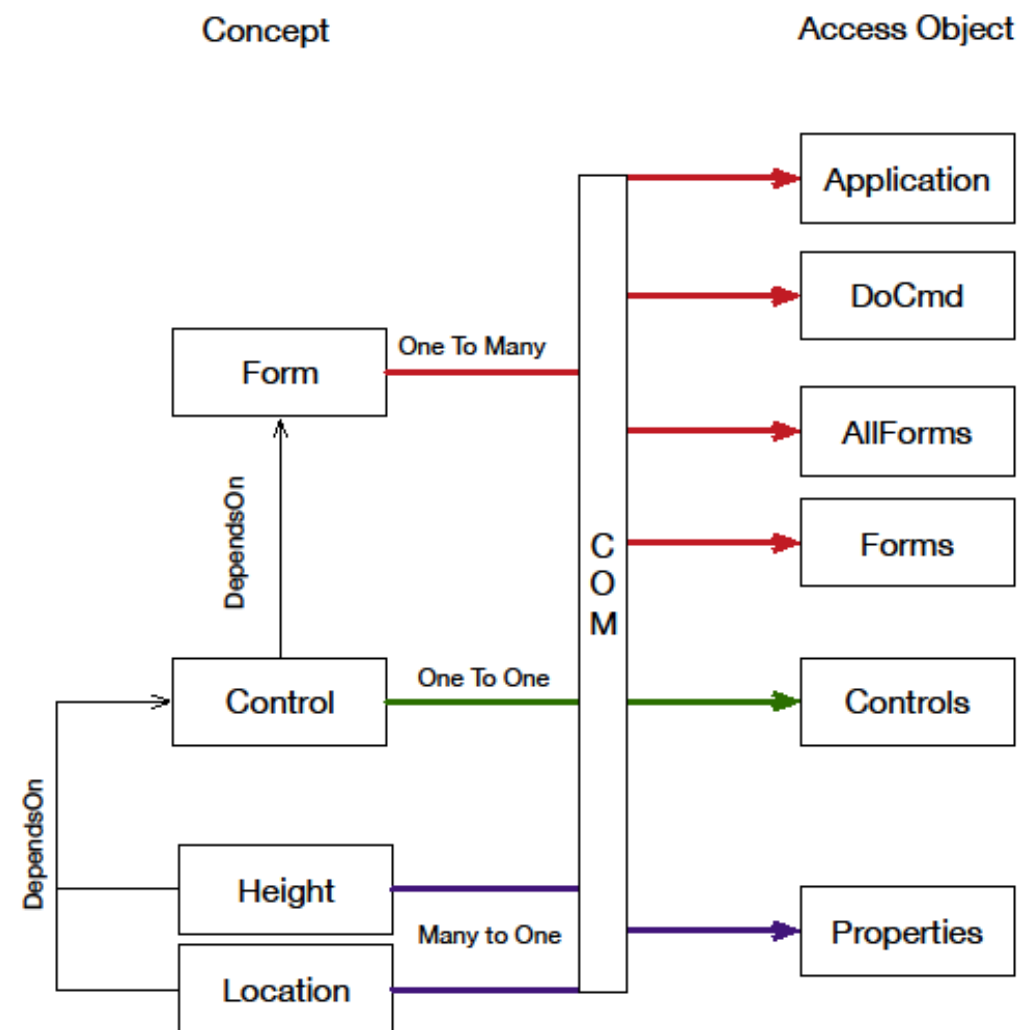 Concept
Access Object
Application
DoCmd
One To Many
Form
AllForms
DependsOn
C
O
M
Forms
One To One
Control
Controls
DependsOn
Height
Many to One
Properties
Location